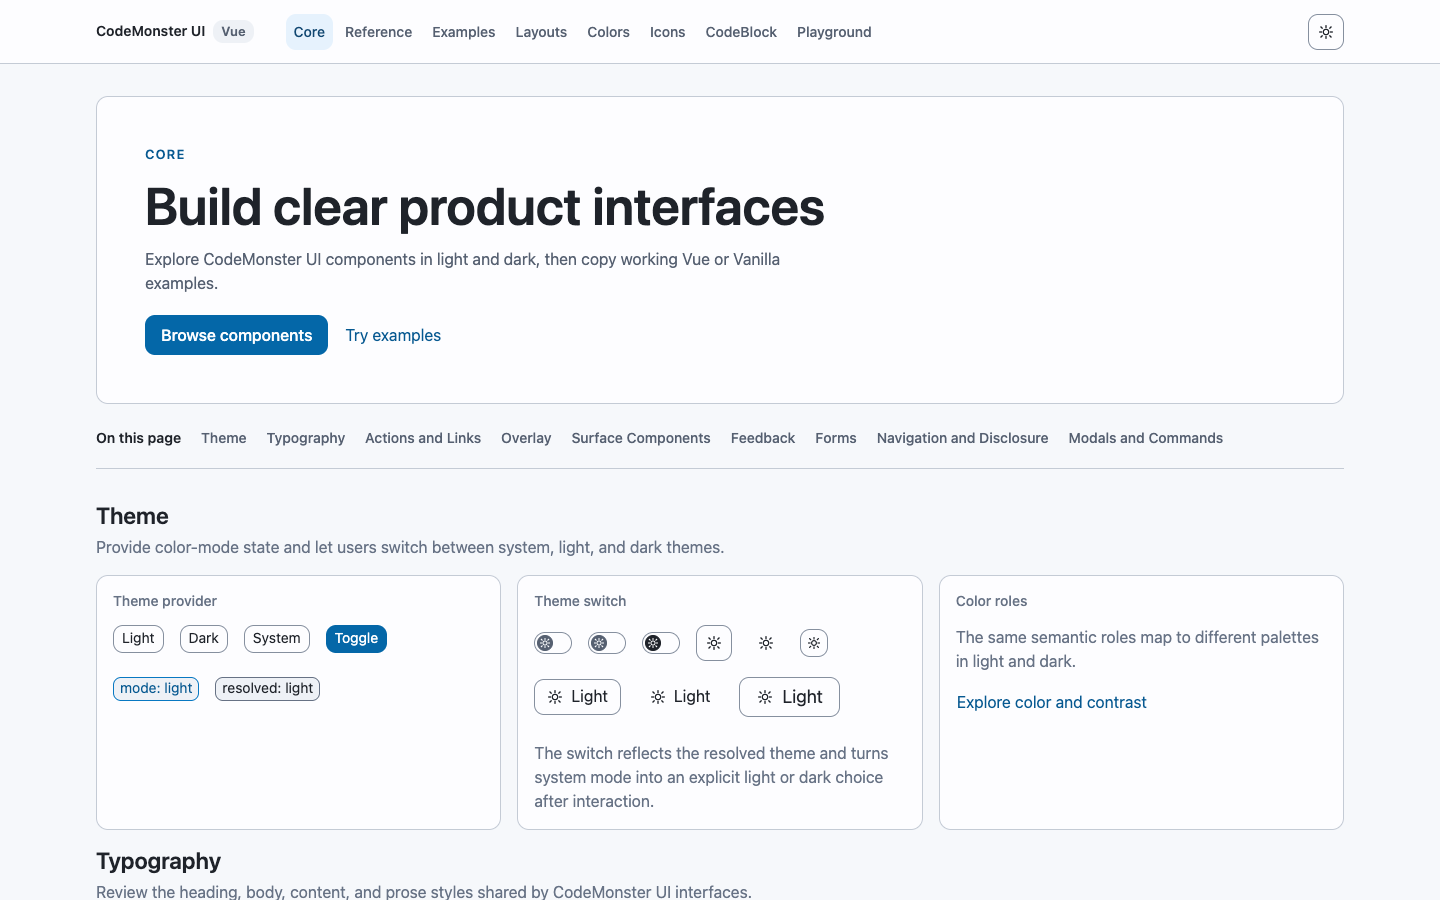 CodeMonster UI Vue Core Reference Examples Layouts Colors Icons CodeBlock Playground
CORE
Build clear product interfaces
Explore CodeMonster UI components in light and dark, then copy working Vue or Vanilla
examples.
Browse components Try examples
On this page Theme Typography Actions and Links Overlay Surface Components Feedback Forms Navigation and Disclosure Modals and Commands
Theme
Provide color-mode state and let users switch between system, light, and dark themes.
Theme provider
Light Dark System Toggle
mode: light resolved: light
Theme switch
Light Light Light
The switch reflects the resolved theme and turns
system mode into an explicit light or dark choice
after interaction.
Color roles
The same semantic roles map to different palettes
in light and dark.
Explore color and contrast
Typography
Review the heading, body, content, and prose styles shared by CodeMonster UI interfaces.